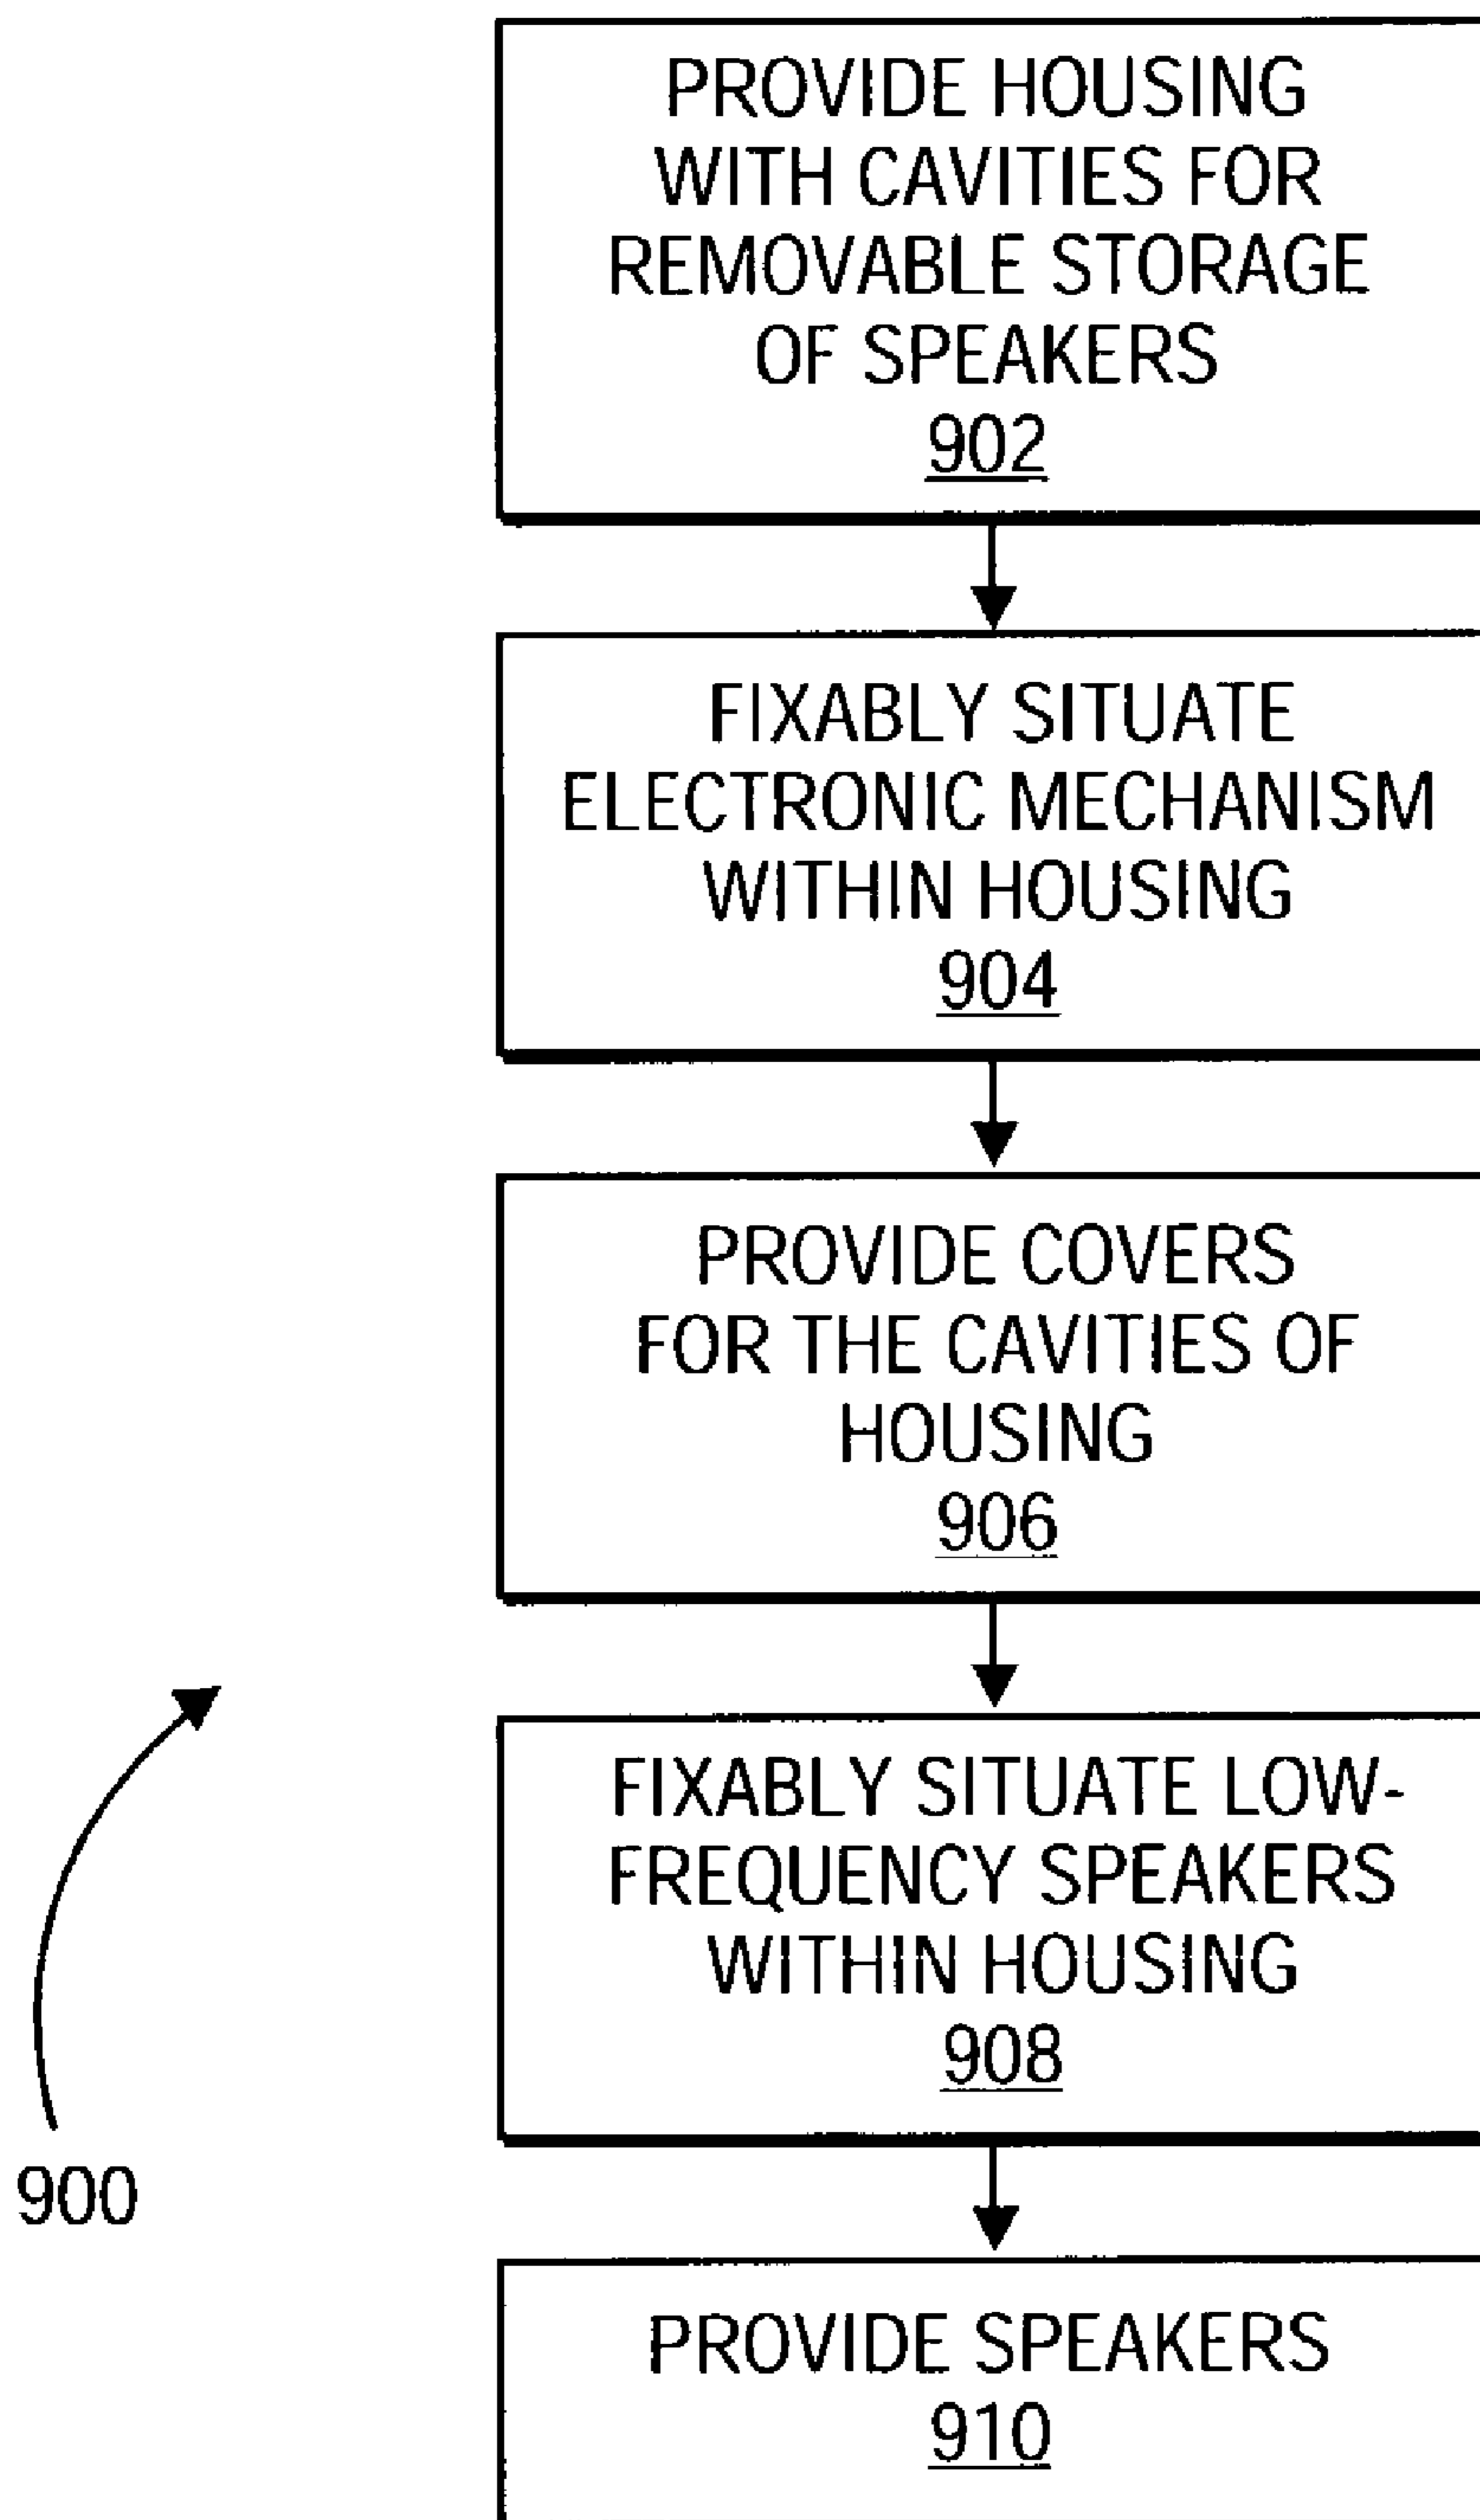 PROVIDE HOUSING
WITH CAVITIES FOR
REMOVABLE STORAGE
OF SPEAKERS
902
FIXABLY SITUATE
ELECTRONIC MECHANISM
WITHIN HOUSING
904
PROVIDE COVERS
FOR THE CAVITIES OF
HOUSING
906
FIXABLY SITUATE LOW-
FREQUENCY SPEAKERS
WITHIN HOUSING
908
900
PROVIDE SPEAKERS
910